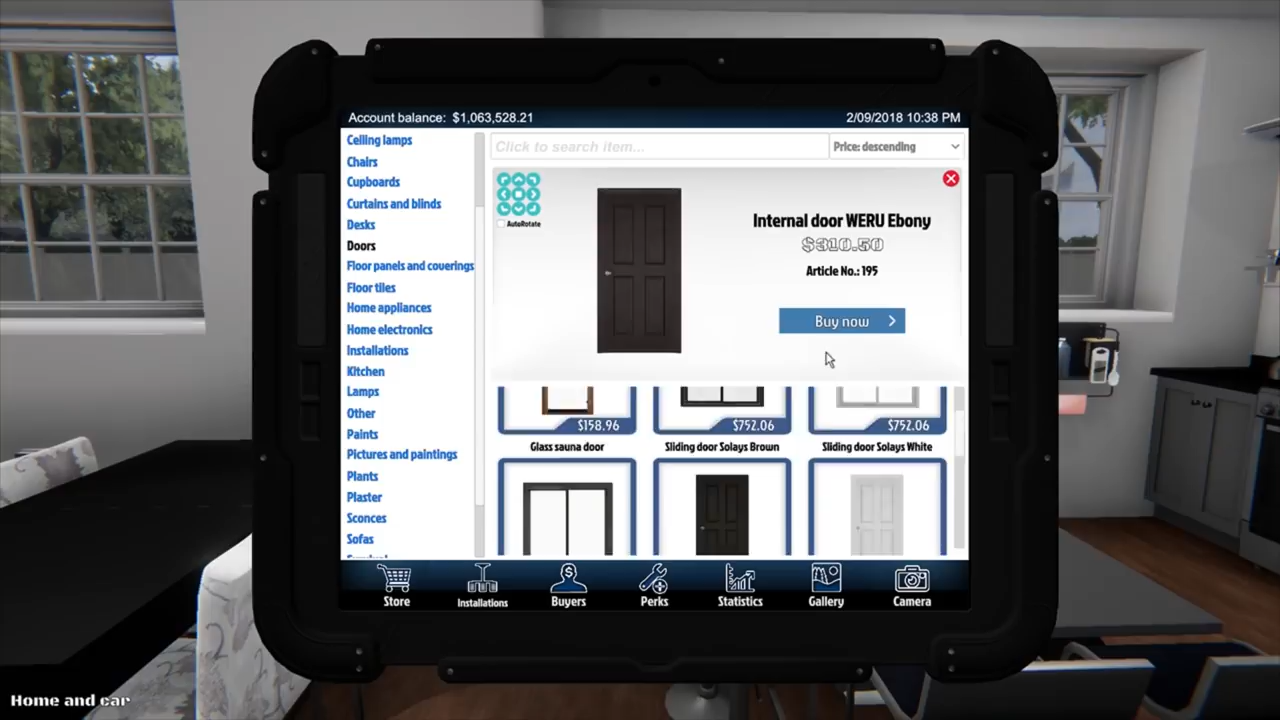 Account balance: $1,063,528.21
2/09/2018 10:38 PM
Ceiling lamps
Chairs
Cupboards
Curtains and blinds
Desks
Doors
Floor panels and coverings
Floor tiles
Home appliances
Home electronics
Installations
Kitchen
Lamps
Other
Paints
Pictures and paintings
Plants
Plaster
Sconces
Sofas
Click to search item...
Price: descending
AutoRotate
Internal door WERU Ebony
$310.50
Article No.: 195
Buy now
$158.96
$752.06
$752.06
Glass sauna door
Sliding door Solays Brown
Sliding door Solays White
Store
Installations
Buyers
Perks
Statistics
Gallery
Camera
Home and car